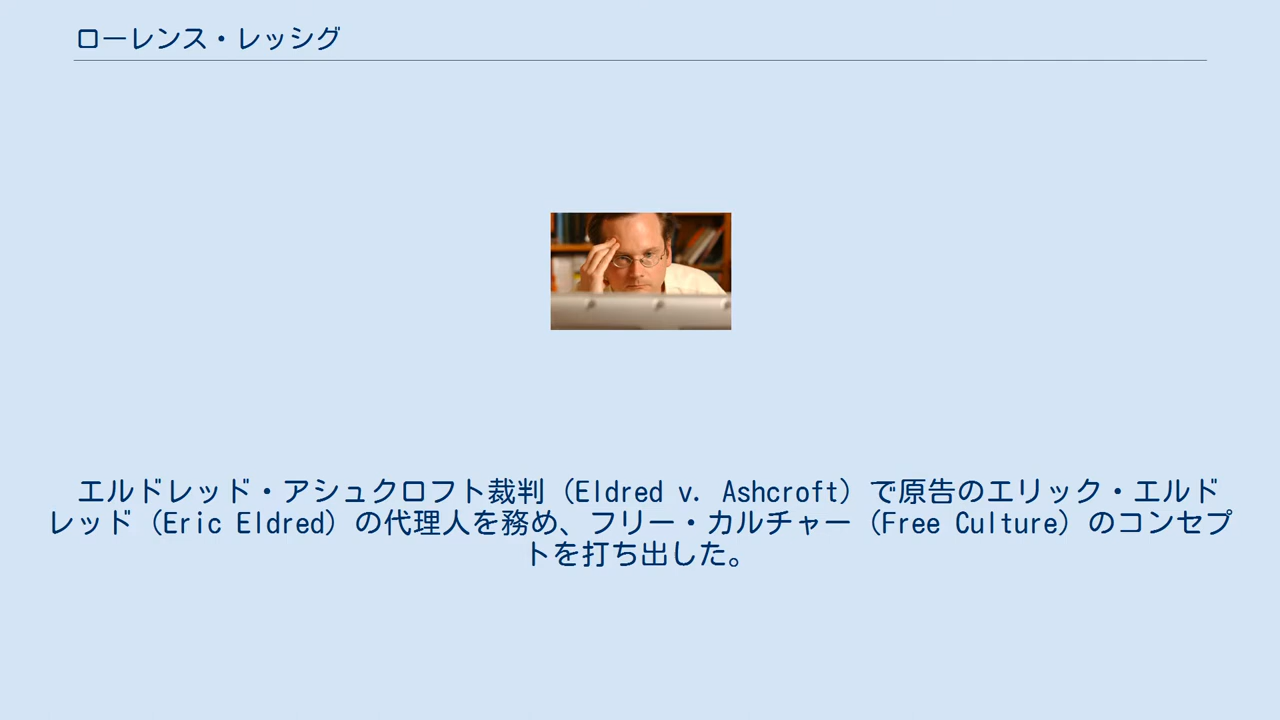 ローレンス・レッシグ
エルドレッド・アシュクロフト裁判（Eldred v. Ashcroft）で原告のエリック・エルド
レッド（Eric Eldred）の代理人を務め、フリー・カルチャー（Free Culture）のコンセプ
トを打ち出した。